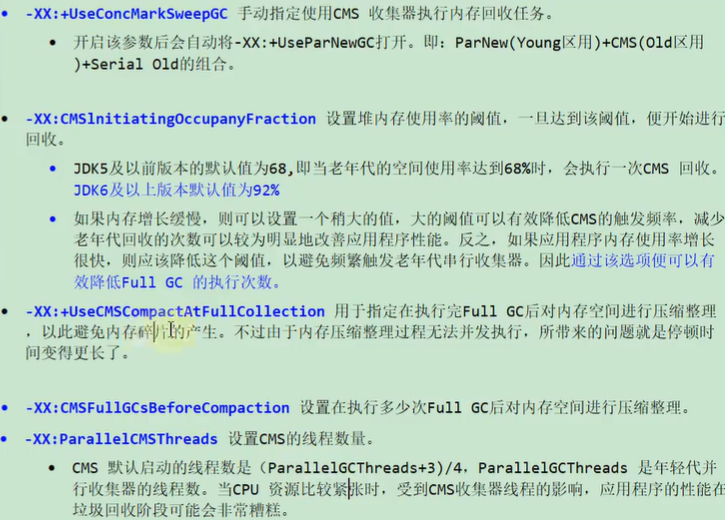 -XX:+UseConcMarkSweepGC 手动指定使用CMS 收集器执行内存回收任务。
开启该参数后会自动将-XX:+UseParNewGC打开。即：ParNew(Young区用)+CMS(Old区用
)+Serial Old的组合。
-XX:CMSlnitiatingOccupanyFraction 设置堆内存使用率的阈值，一旦达到该阈值，便开始进行
回收。
JDK5及以前版本的默认值为68,即当老年代的空间使用率达到68%时，会执行一次CMS 回收。
JDK6及以上版本默认值为92%
如果内存增长缓慢，则可以设置一个稍大的值，大的阈值可以有效降低CMS的触发频率，减少
老年代回收的次数可以较为明显地改善应用程序性能。反之，如果应用程序内存使用率增长
很快，则应该降低这个阈值，以避免频繁触发老年代串行收集器。因此通过该选项便可以有
效降低Full GC 的执行次数。
-XX:+UseCMSCompactAtFullCollection 用于指定在执行完Full GC后对内存空间进行压缩整理
，以此避免内存碎片的产生。不过由于内存压缩整理过程无法并发执行，所带来的问题就是停顿时
间变得更长了。
-XX:CMSFullGCsBeforeCompaction 设置在执行多少次Full GC后对内存空间进行压缩整理。
-XX:ParallelCMSThreads 设置CMS的线程数量。
CMS 默认启动的线程数是（ParallelGCThreads+3)/4，ParallelGCThreads 是年轻代并
行收集器的线程数。当CPU 资源比较紧张时，受到CMS收集器线程的影响，应用程序的性能在
垃圾回收阶段可能会非常糟糕。